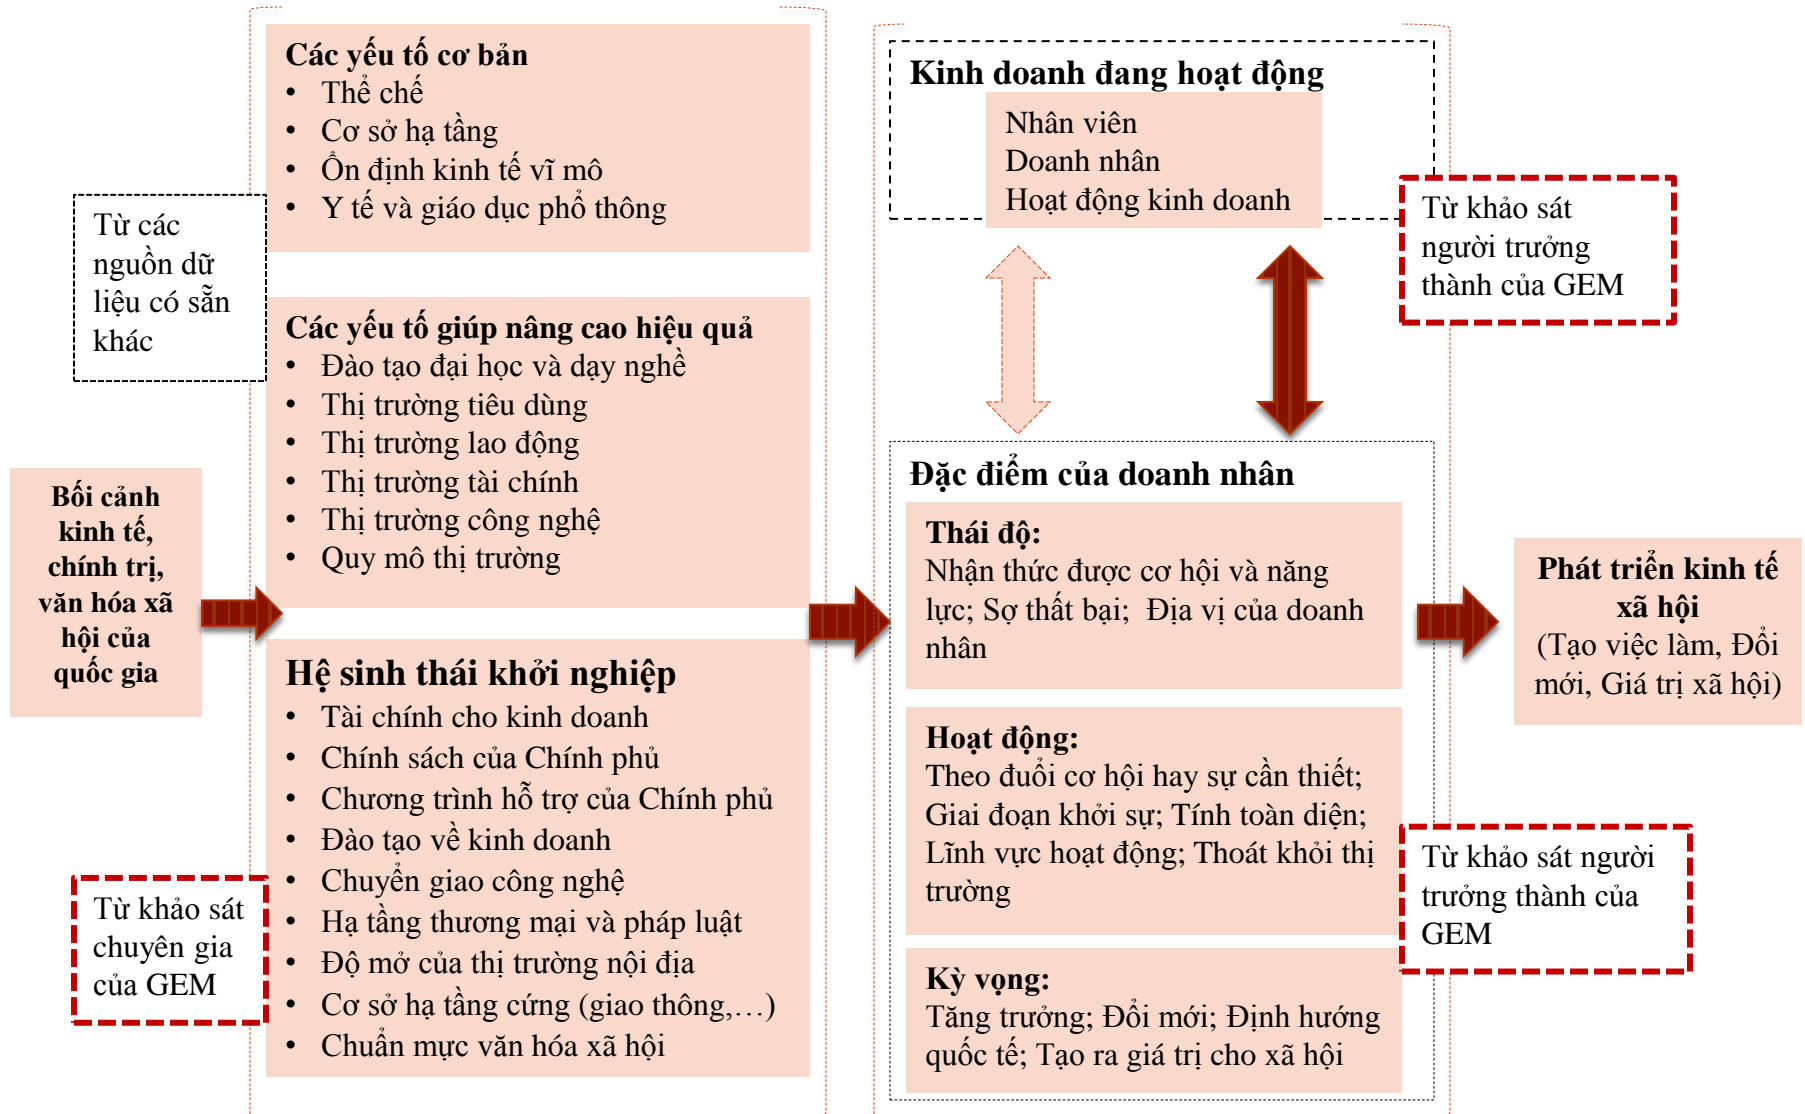 Các yếu tố cơ bản
• Thể chế
• Cơ sở hạ tầng
• Ổn định kinh tế vĩ mô
• Y tế và giáo dục phổ thông
Từ các
nguồn dữ
liệu có sẵn
khác
Các yếu tố giúp nâng cao hiệu quả
• Đào tạo đại học và dạy nghề
• Thị trường tiêu dùng
• Thị trường lao động
• Thị trường tài chính
• Thị trường công nghệ
• Quy mô thị trường
Bối cảnh
kinh tế,
chính trị,
văn hóa xã
hội của
quốc gia
Hệ sinh thái khởi nghiệp
• Tài chính cho kinh doanh
• Chính sách của Chính phủ
• Chương trình hỗ trợ của Chính phủ
• Đào tạo về kinh doanh
• Chuyển giao công nghệ
• Hạ tầng thương mại và pháp luật
• Độ mở của thị trường nội địa
• Cơ sở hạ tầng cứng (giao thông,…)
• Chuẩn mực văn hóa xã hội
Từ khảo sát
chuyên gia
của GEM
Kinh doanh đang hoạt động
Nhân viên
Doanh nhân
Hoạt động kinh doanh
Từ khảo sát
người trưởng
thành của GEM
Đặc điểm của doanh nhân
Thái độ:
Nhận thức được cơ hội và năng
lực; Sợ thất bại; Địa vị của doanh
nhân
Hoạt động:
Theo đuổi cơ hội hay sự cần thiết;
Giai đoạn khởi sự; Tính toàn diện;
Lĩnh vực hoạt động; Thoát khỏi thị
trường
Kỳ vọng:
Tăng trưởng; Đổi mới; Định hướng
quốc tế; Tạo ra giá trị cho xã hội
Từ khảo sát người
trưởng thành của
GEM
Phát triển kinh tế
xã hội
(Tạo việc làm, Đổi
mới, Giá trị xã hội)